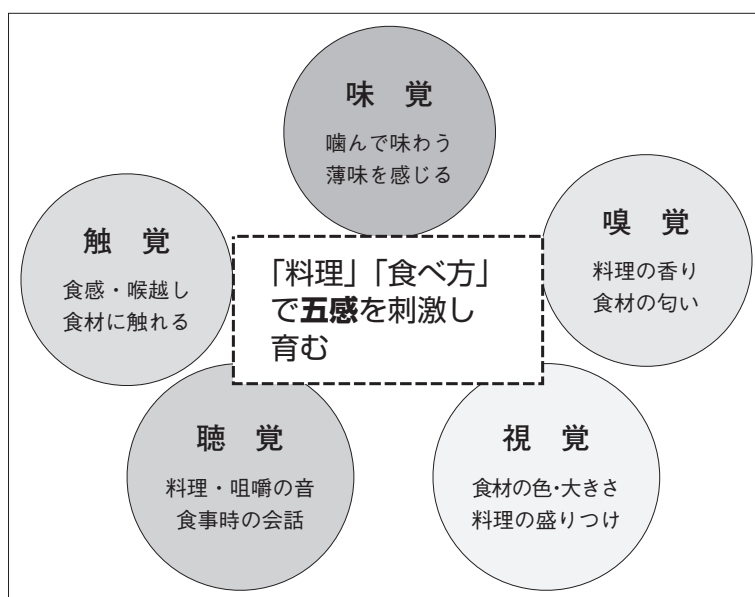 味 覚
噛んで味わう
薄味を感じる
嗅 覚
料理の香り
食材の匂い
触 覚
食感・喉越し
食材に触れる
「料理」「食べ方」
で五感を刺激し
育む
聴 覚
料理・咀嚼の音
食事時の会話
視 覚
食材の色・大きさ
料理の盛りつけ